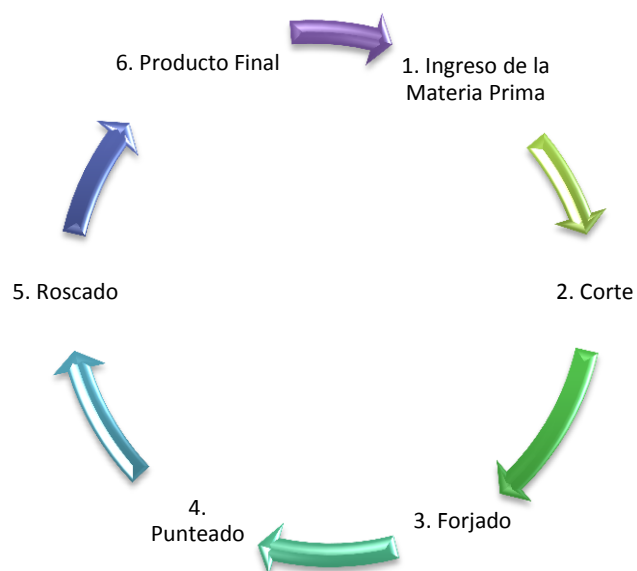 1. Ingreso de la
Materia Prima
2. Corte
3. Forjado
4.
Punteado
5. Roscado
6. Producto Final